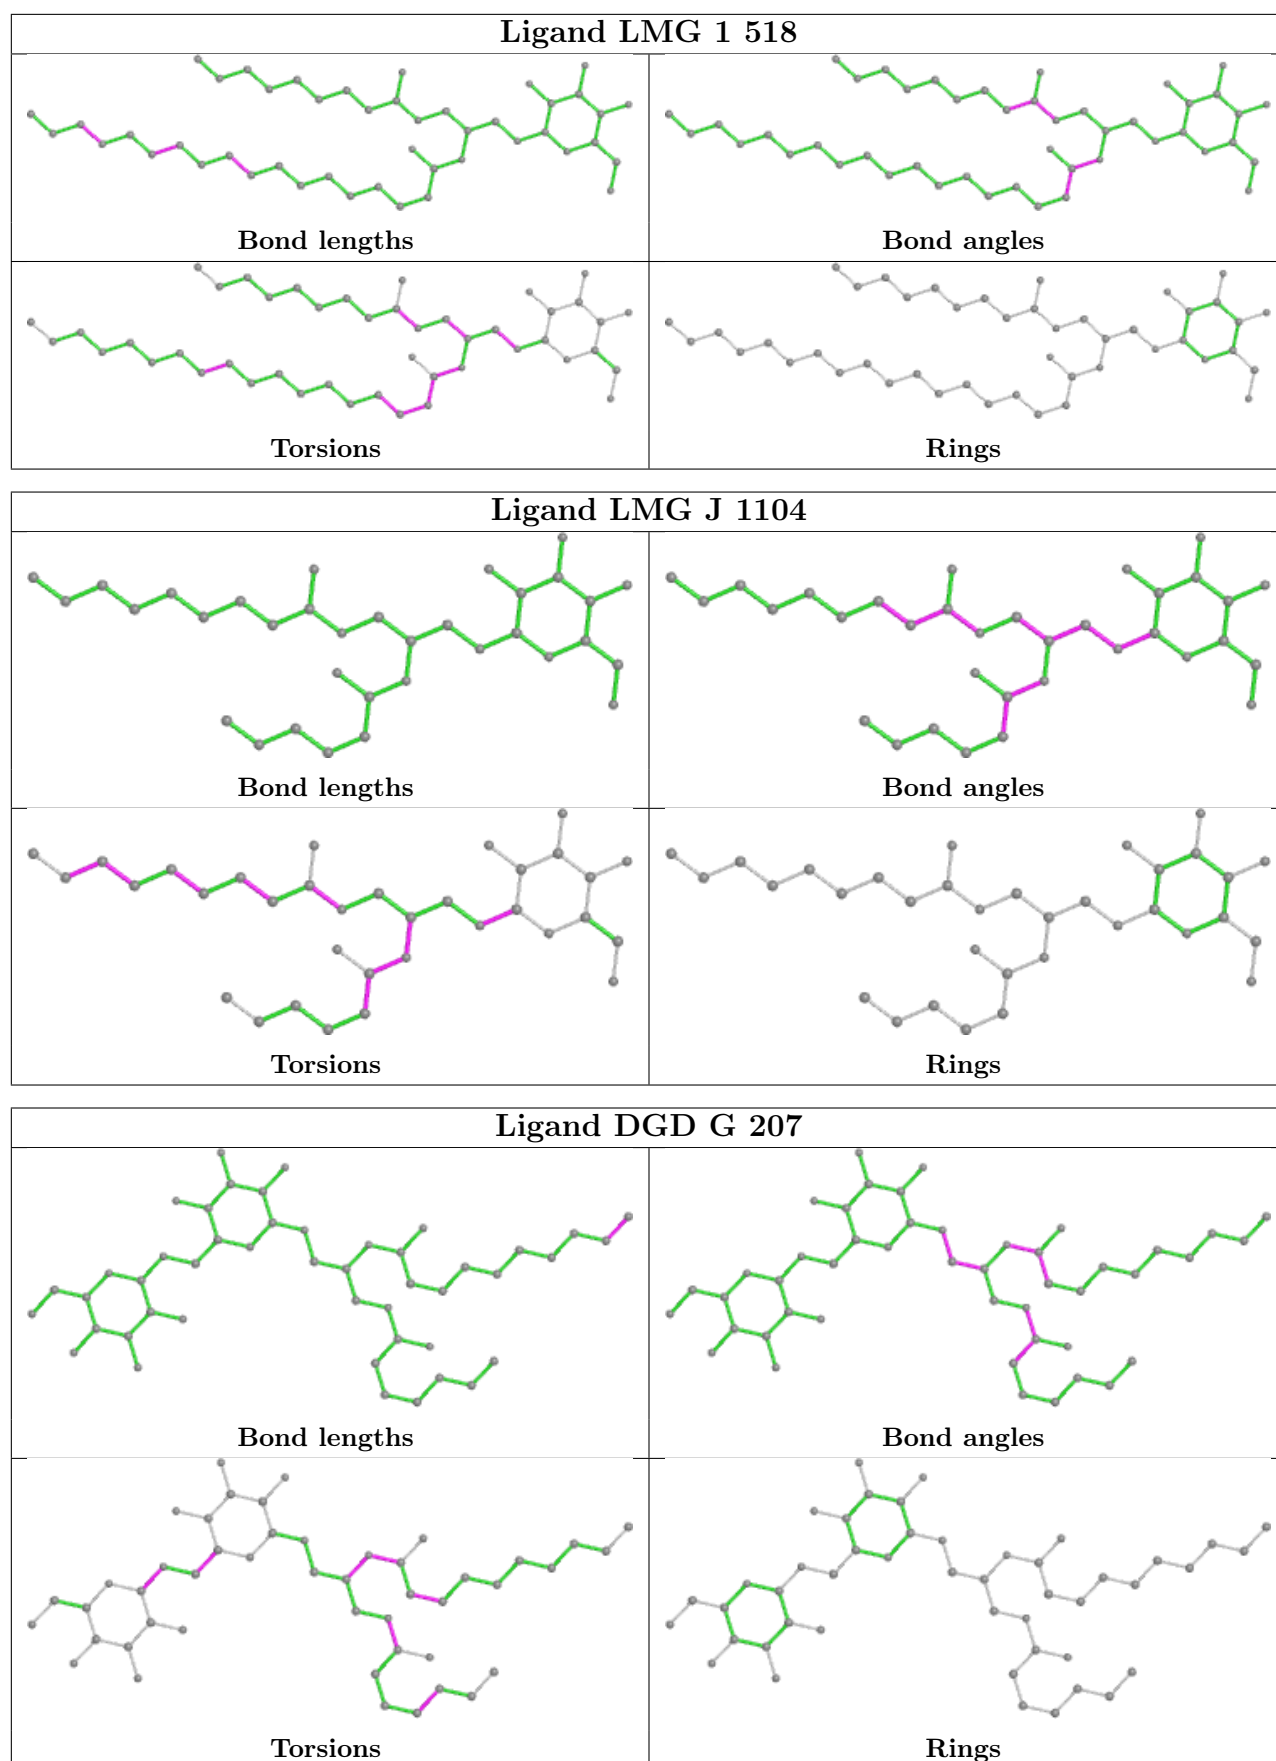 Ligand LMG 1 518
Bond lengths
Bond angles
Torsions
Rings
Ligand LMG J 1104
Bond lengths
Bond angles
Torsions
Rings
Ligand DGD G 207
Bond lengths
Bond angles
Torsions
Rings